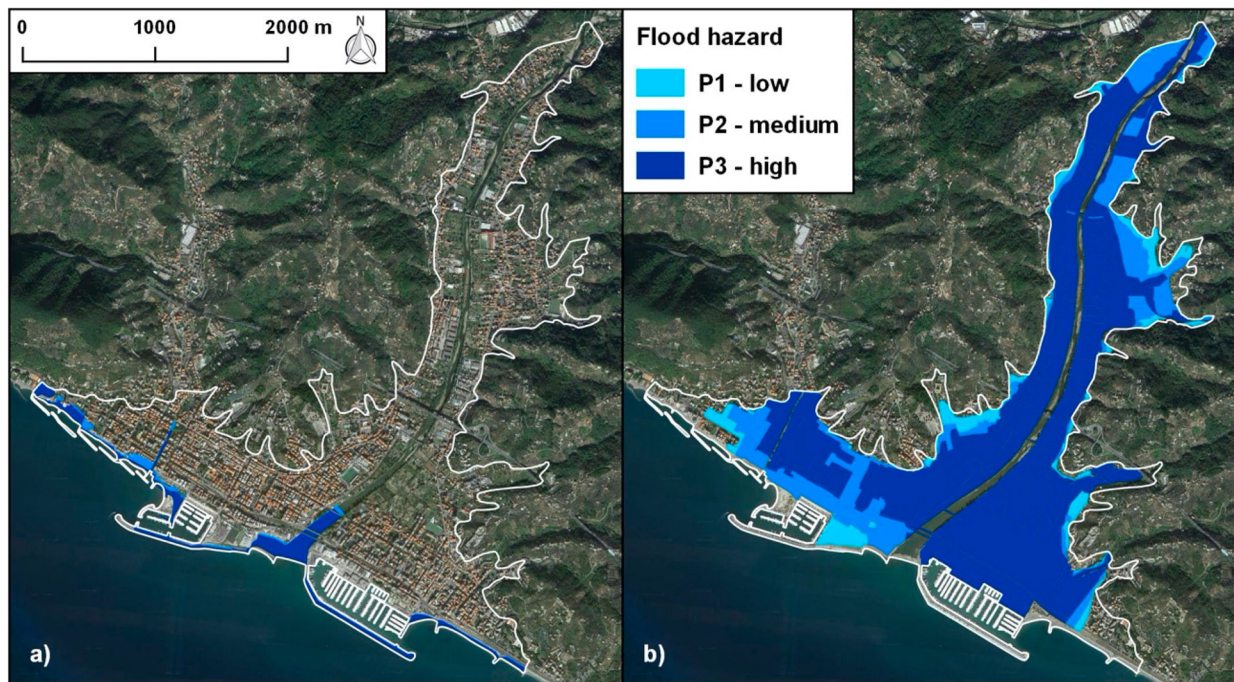 0 1000 2000 m
N
Flood hazard
P1 - low
P2 - medium
P3 - high
a)
b)